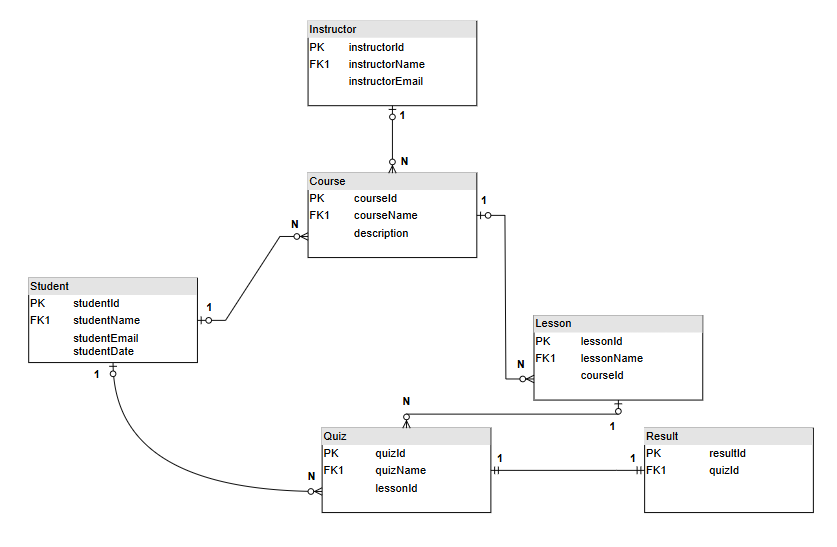 Instructor
PK instructorId
FK1 instructorName
instructorEmail
1
N
Course
PK courseId
FK1 courseName
description
1
N
Student
PK studentId
FK1 studentName
studentEmail
studentDate
1
1
Lesson
PK lessonId
FK1 lessonName
courseId
N
1
N
Quiz
PK quizId
FK1 quizName
lessonId
N
1
1
Result
PK resultId
FK1 quizId